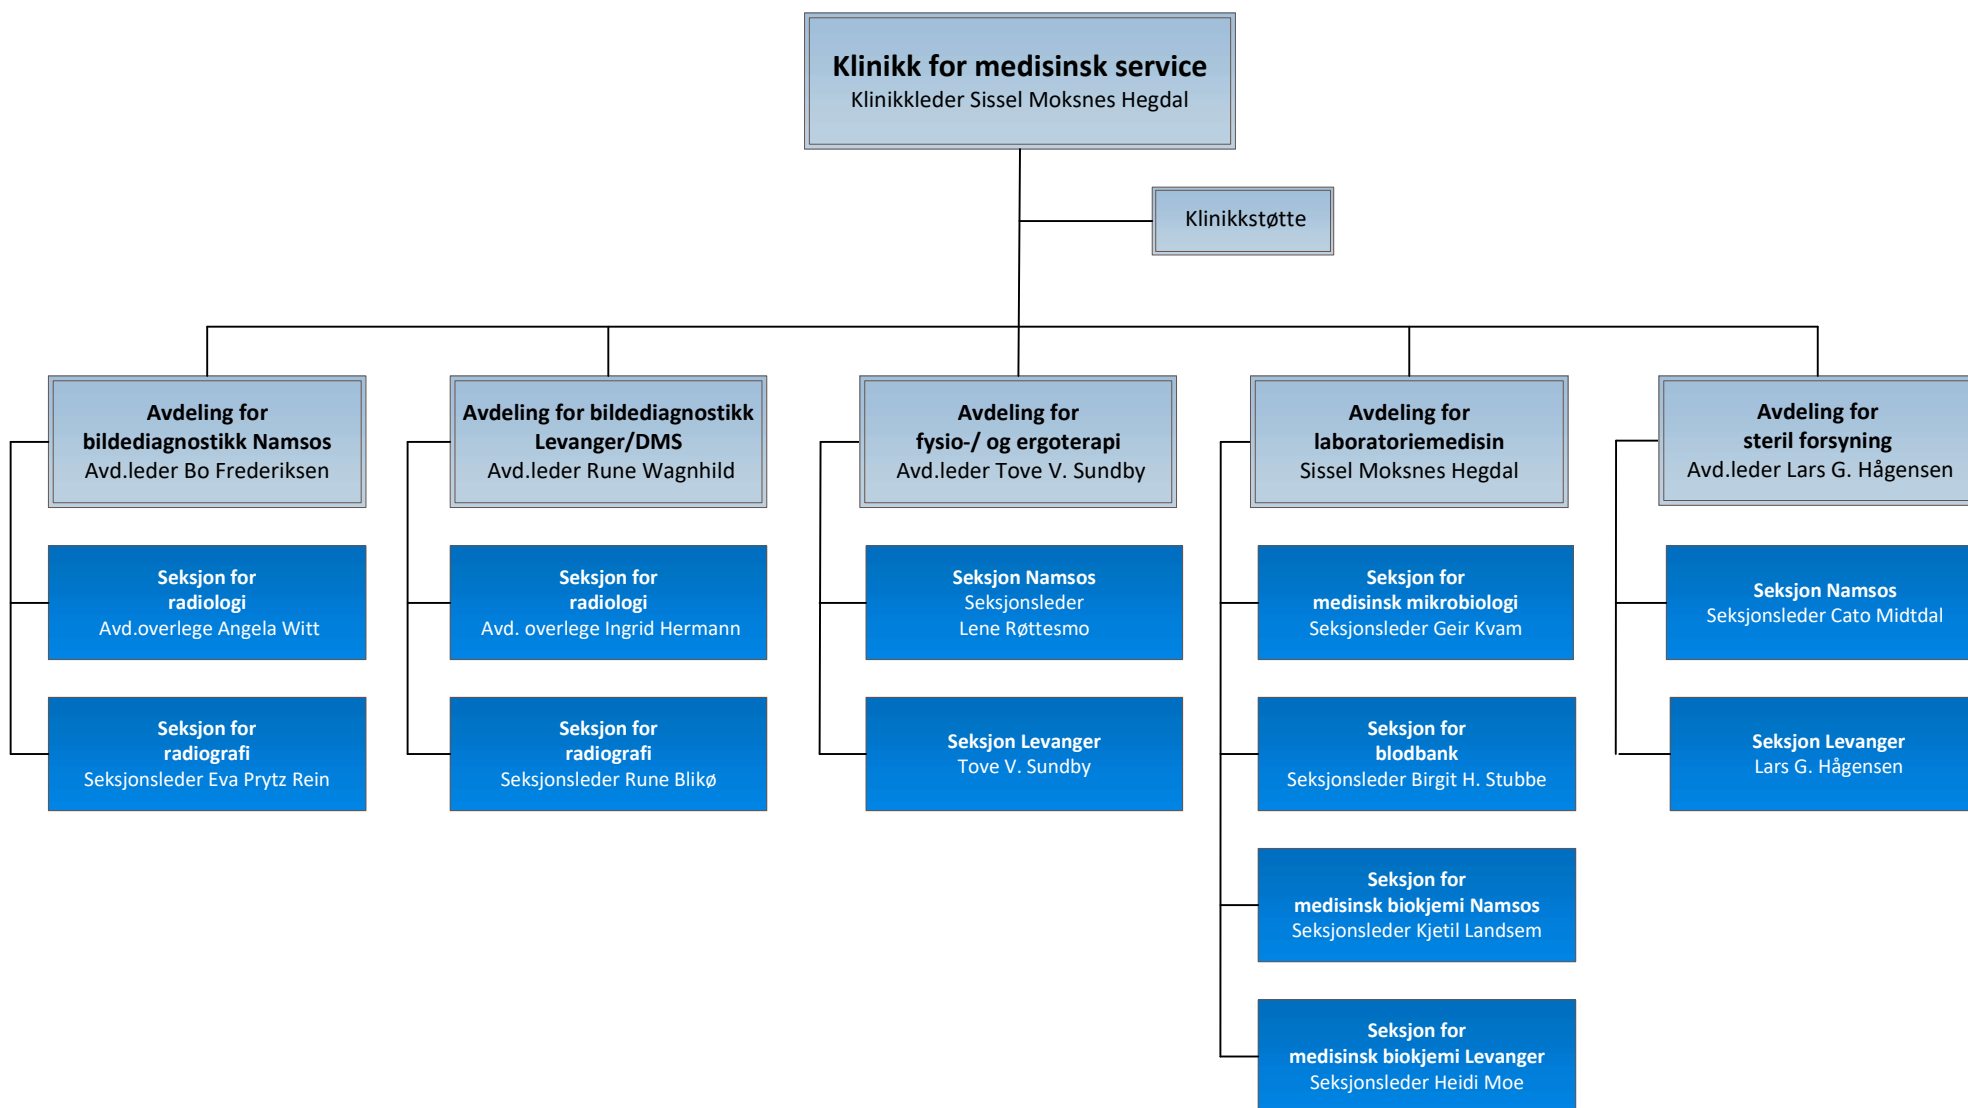 Klinikk for medisinsk service
Klinikkleder Sissel Moksnes Hegdal
Klinikkstøtte
Avdeling for
bildediagnostikk Namsos
Avd.leder Bo Frederiksen
Seksjon for
radiologi
Avd.overlege Angela Witt
Seksjon for
radiografi
Seksjonsleder Eva Prytz Rein
Avdeling for bildediagnostikk
Levanger/DMS
Avd.leder Rune Wagnhild
Seksjon for
radiologi
Avd. overlege Ingrid Hermann
Seksjon for
radiografi
Seksjonsleder Rune Blikø
Avdeling for
fysio-/ og ergoterapi
Avd.leder Tove V. Sundby
Seksjon Namsos
Seksjonsleder
Lene Røttesmo
Seksjon Levanger
Tove V. Sundby
Avdeling for
laboratoriemedisin
Sissel Moksnes Hegdal
Seksjon for
medisinsk mikrobiologi
Seksjonsleder Geir Kvam
Seksjon for
blodbank
Seksjonsleder Birgit H. Stubbe
Seksjon for
medisinsk biokjemi Namsos
Seksjonsleder Kjetil Landsem
Seksjon for
medisinsk biokjemi Levanger
Seksjonsleder Heidi Moe
Avdeling for
steril forsyning
Avd.leder Lars G. Hågensen
Seksjon Namsos
Seksjonsleder Cato Midtdal
Seksjon Levanger
Lars G. Hågensen